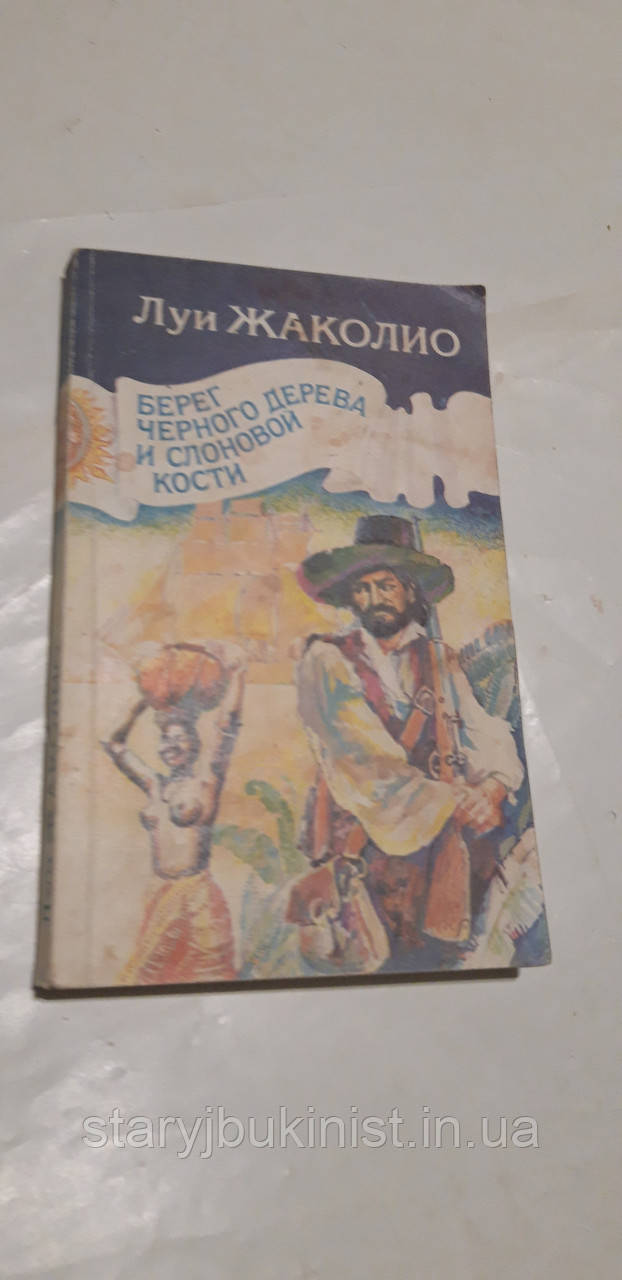 Луи ЖАКОЛИО
БЕРЕГ
ЧЕРНОГО ДЕРЕВА
И СЛОНОВОЙ
КОСТИ
staryjbukinist.in.ua